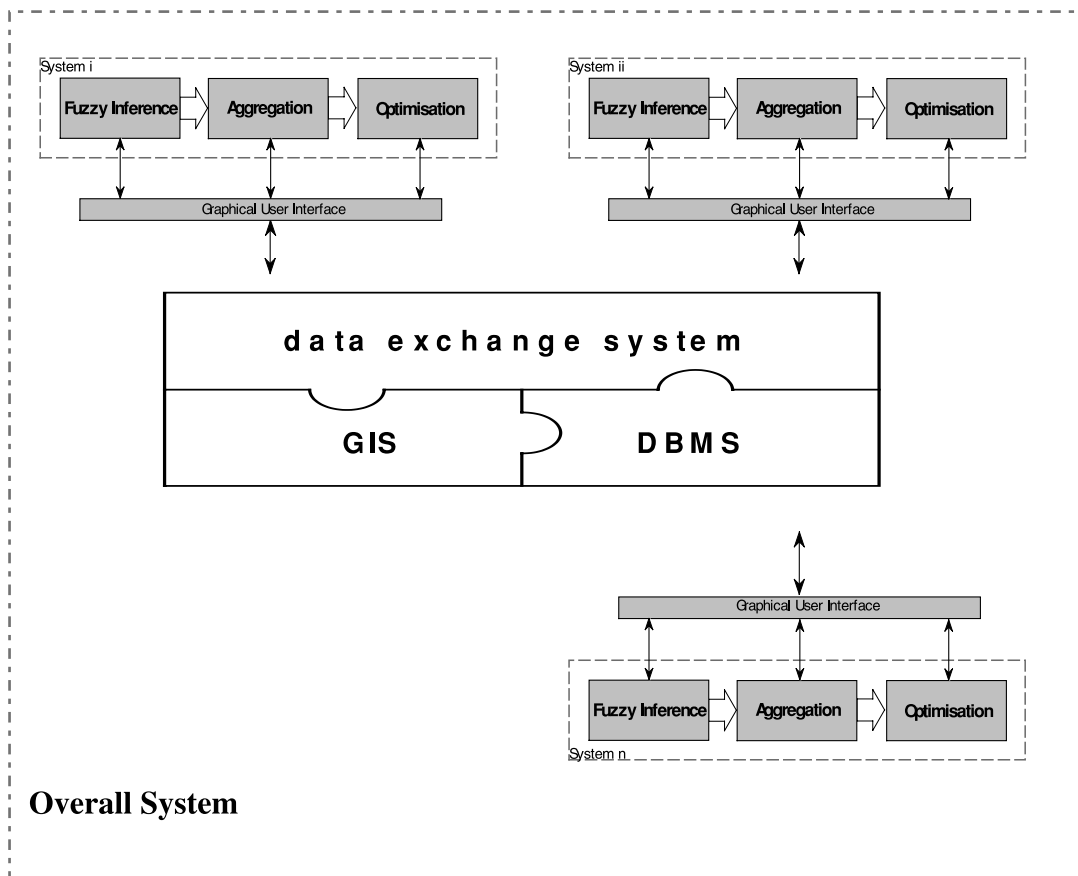 System i
Fuzzy Inference
Aggregation
Optimisation
Graphical User Interface
System ii
Fuzzy Inference
Aggregation
Optimisation
Graphical User Interface
data exchange system
GIS
DBMS
Graphical User Interface
Fuzzy Inference
Aggregation
Optimisation
System n
Overall System